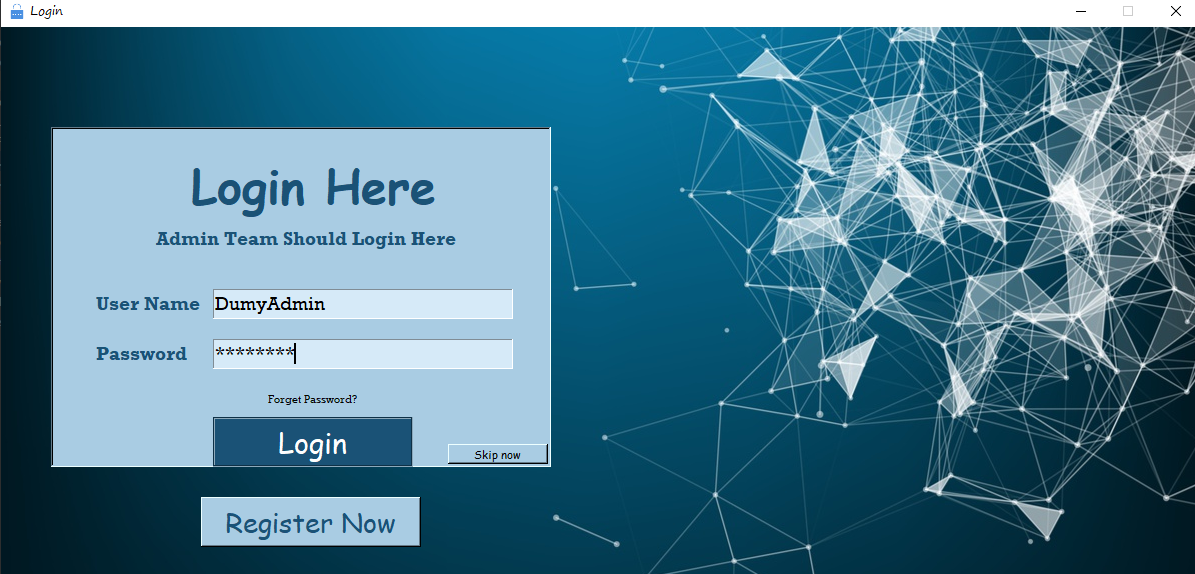 Login
Login Here
Admin Team Should Login Here
User Name DumyAdmin
Password ********
Forget Password?
Login
Skip now
Register Now